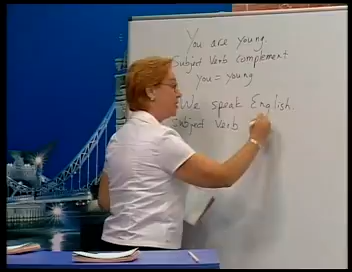 You are young.
Subject Verb complement
you = young
We speak English.
Subject Verb